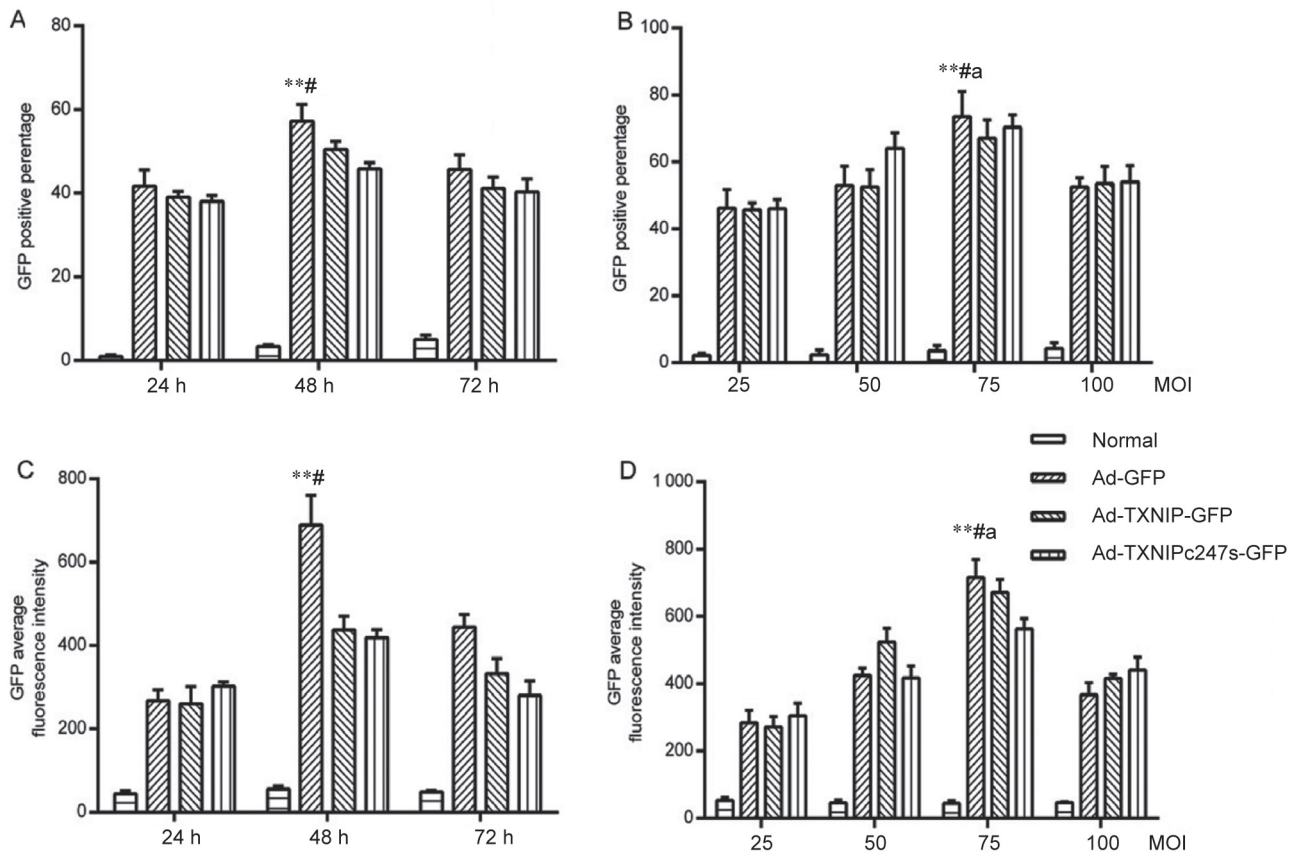 A
GFP positive perentage
80
60
40
20
0
**#
24 h
48 h
72 h
B
GFP positive perentage
100
80
60
40
20
0
**#a
25
50
75
100
MOI
C
GFP average
fluorescence intensity
800
600
400
200
0
**#
24 h
48 h
72 h
D
GFP average
fluorescence intensity
1 000
800
600
400
200
0
**#a
25
50
75
100
MOI
Normal
Ad-GFP
Ad-TXNIP-GFP
Ad-TXNIPc247s-GFP